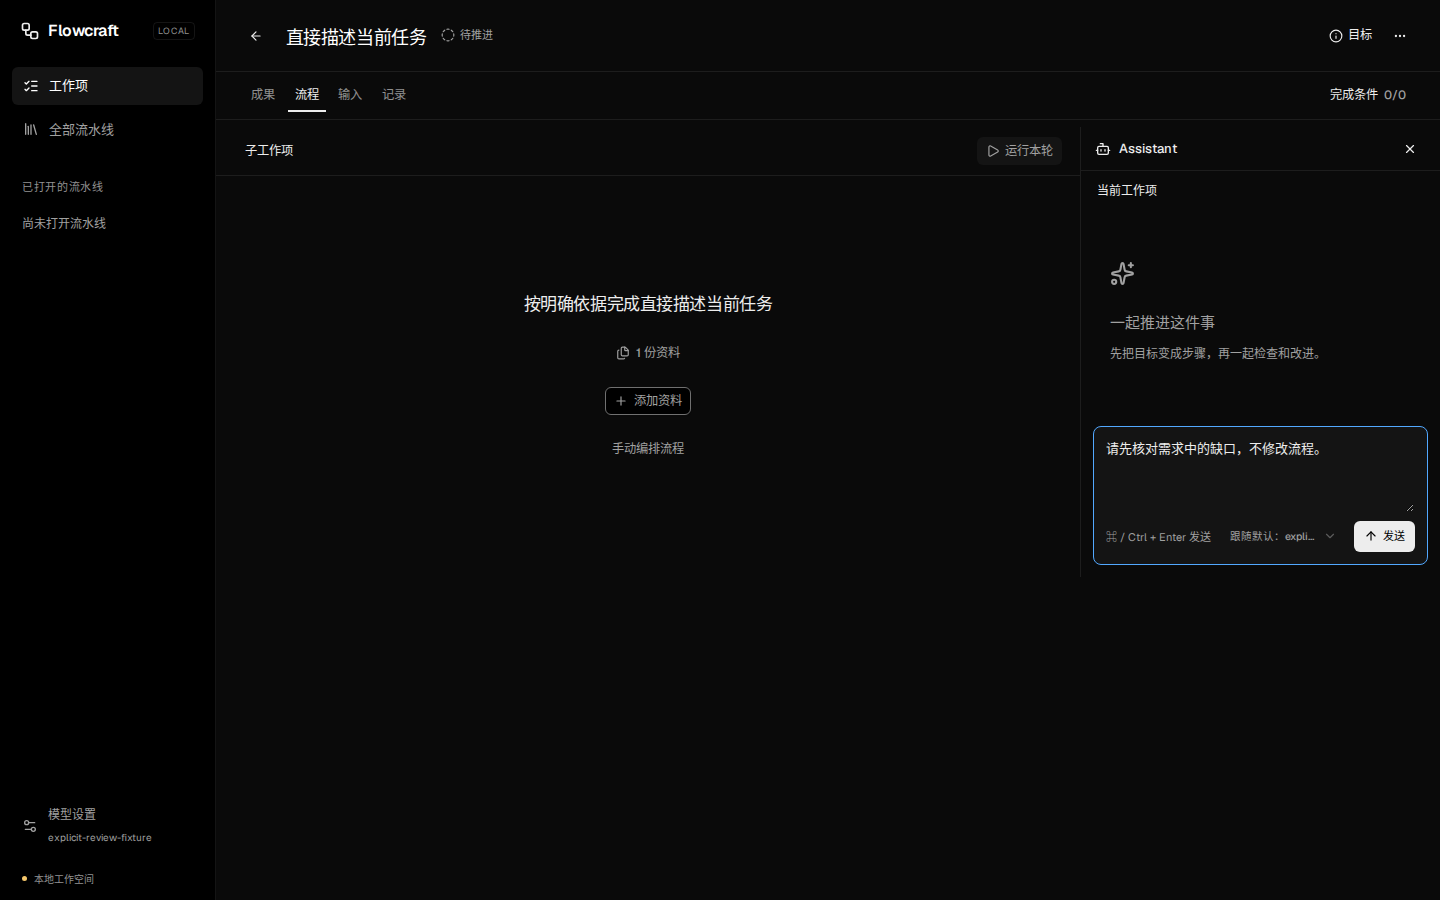 Flowcraft
LOCAL
工作项
全部流水线
已打开的流水线
尚未打开流水线
模型设置
explicit-review-fixture
本地工作空间
直接描述当前任务
待推进
目标
成果
流程
输入
记录
完成条件 0/0
子工作项
运行本轮
按明确依据完成直接描述当前任务
1 份资料
添加资料
手动编排流程
Assistant
当前工作项
一起推进这件事
先把目标变成步骤，再一起检查和改进。
请先核对需求中的缺口，不修改流程。
⌘ / Ctrl + Enter 发送
跟随默认：expli...
发送